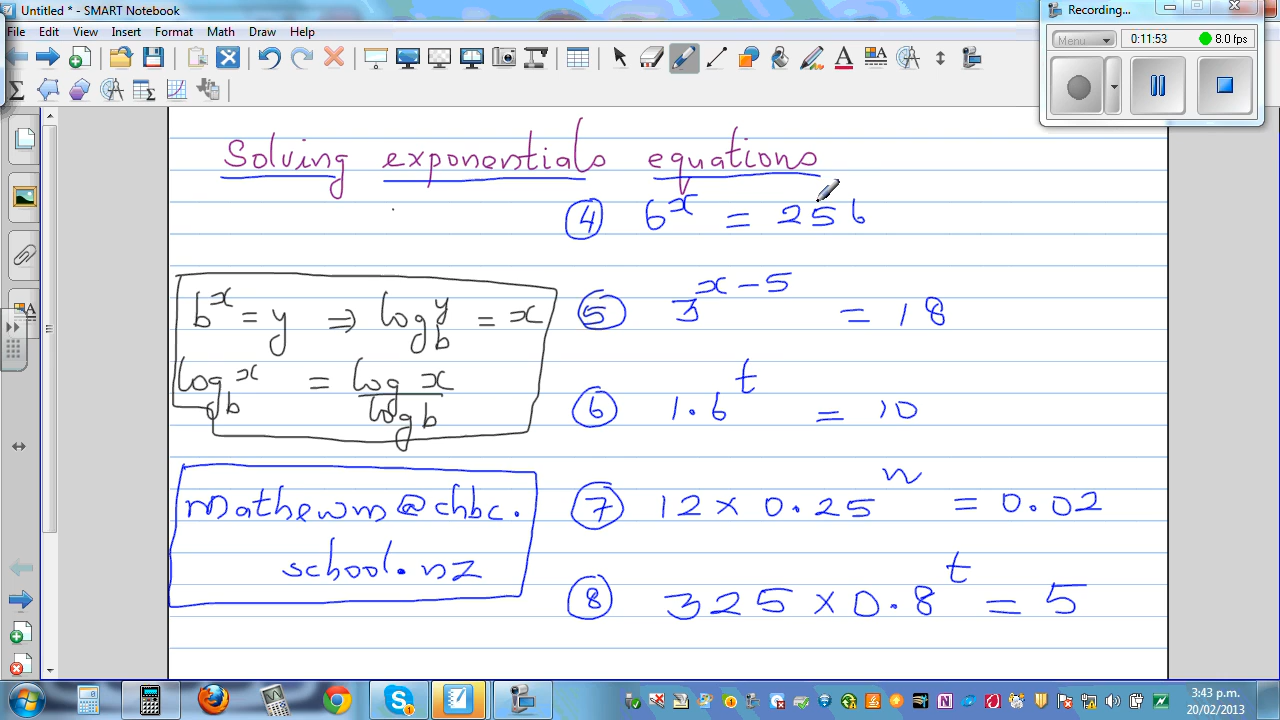 Untitled * - SMART Notebook
File Edit View Insert Format Math Draw Help
Recording...
Menu
0:11:53
8.0 fps
Solving exponentials equations
④ 6^x = 256
b^x = y ⇒ log_b^y = x
log_b^x = log x / log b
⑤ 3^(x-5) = 18
⑥ 1.6^t = 10
mathewm@chbc.
school.nz
⑦ 12 × 0.25^n = 0.02
⑧ 325 × 0.8^t = 5
3:43 p.m.
20/02/2013